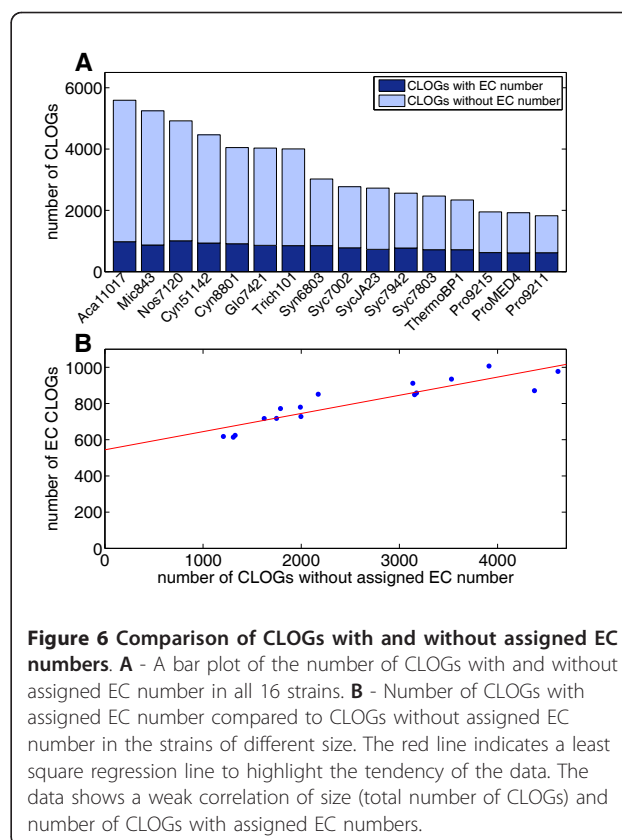 A
CLOGs with EC number
CLOGs without EC number
number of CLOGs
6000
4000
2000
0
Aca11017
Mic843
Nos7120
Cyn51142
Cyn8801
Glo7421
Trich101
Syn6803
Syc7002
SycJA23
Syc7942
Syc7803
ThermoBP1
Pro9215
ProMED4
Pro9211
B
number of EC CLOGs
1000
800
600
400
200
0
0
1000
2000
3000
4000
number of CLOGs without assigned EC number
Figure 6 Comparison of CLOGs with and without assigned EC
numbers. A - A bar plot of the number of CLOGs with and without
assigned EC number in all 16 strains. B - Number of CLOGs with
assigned EC number compared to CLOGs without assigned EC
number in the strains of different size. The red line indicates a least
square regression line to highlight the tendency of the data. The
data shows a weak correlation of size (total number of CLOGs) and
number of CLOGs with assigned EC numbers.